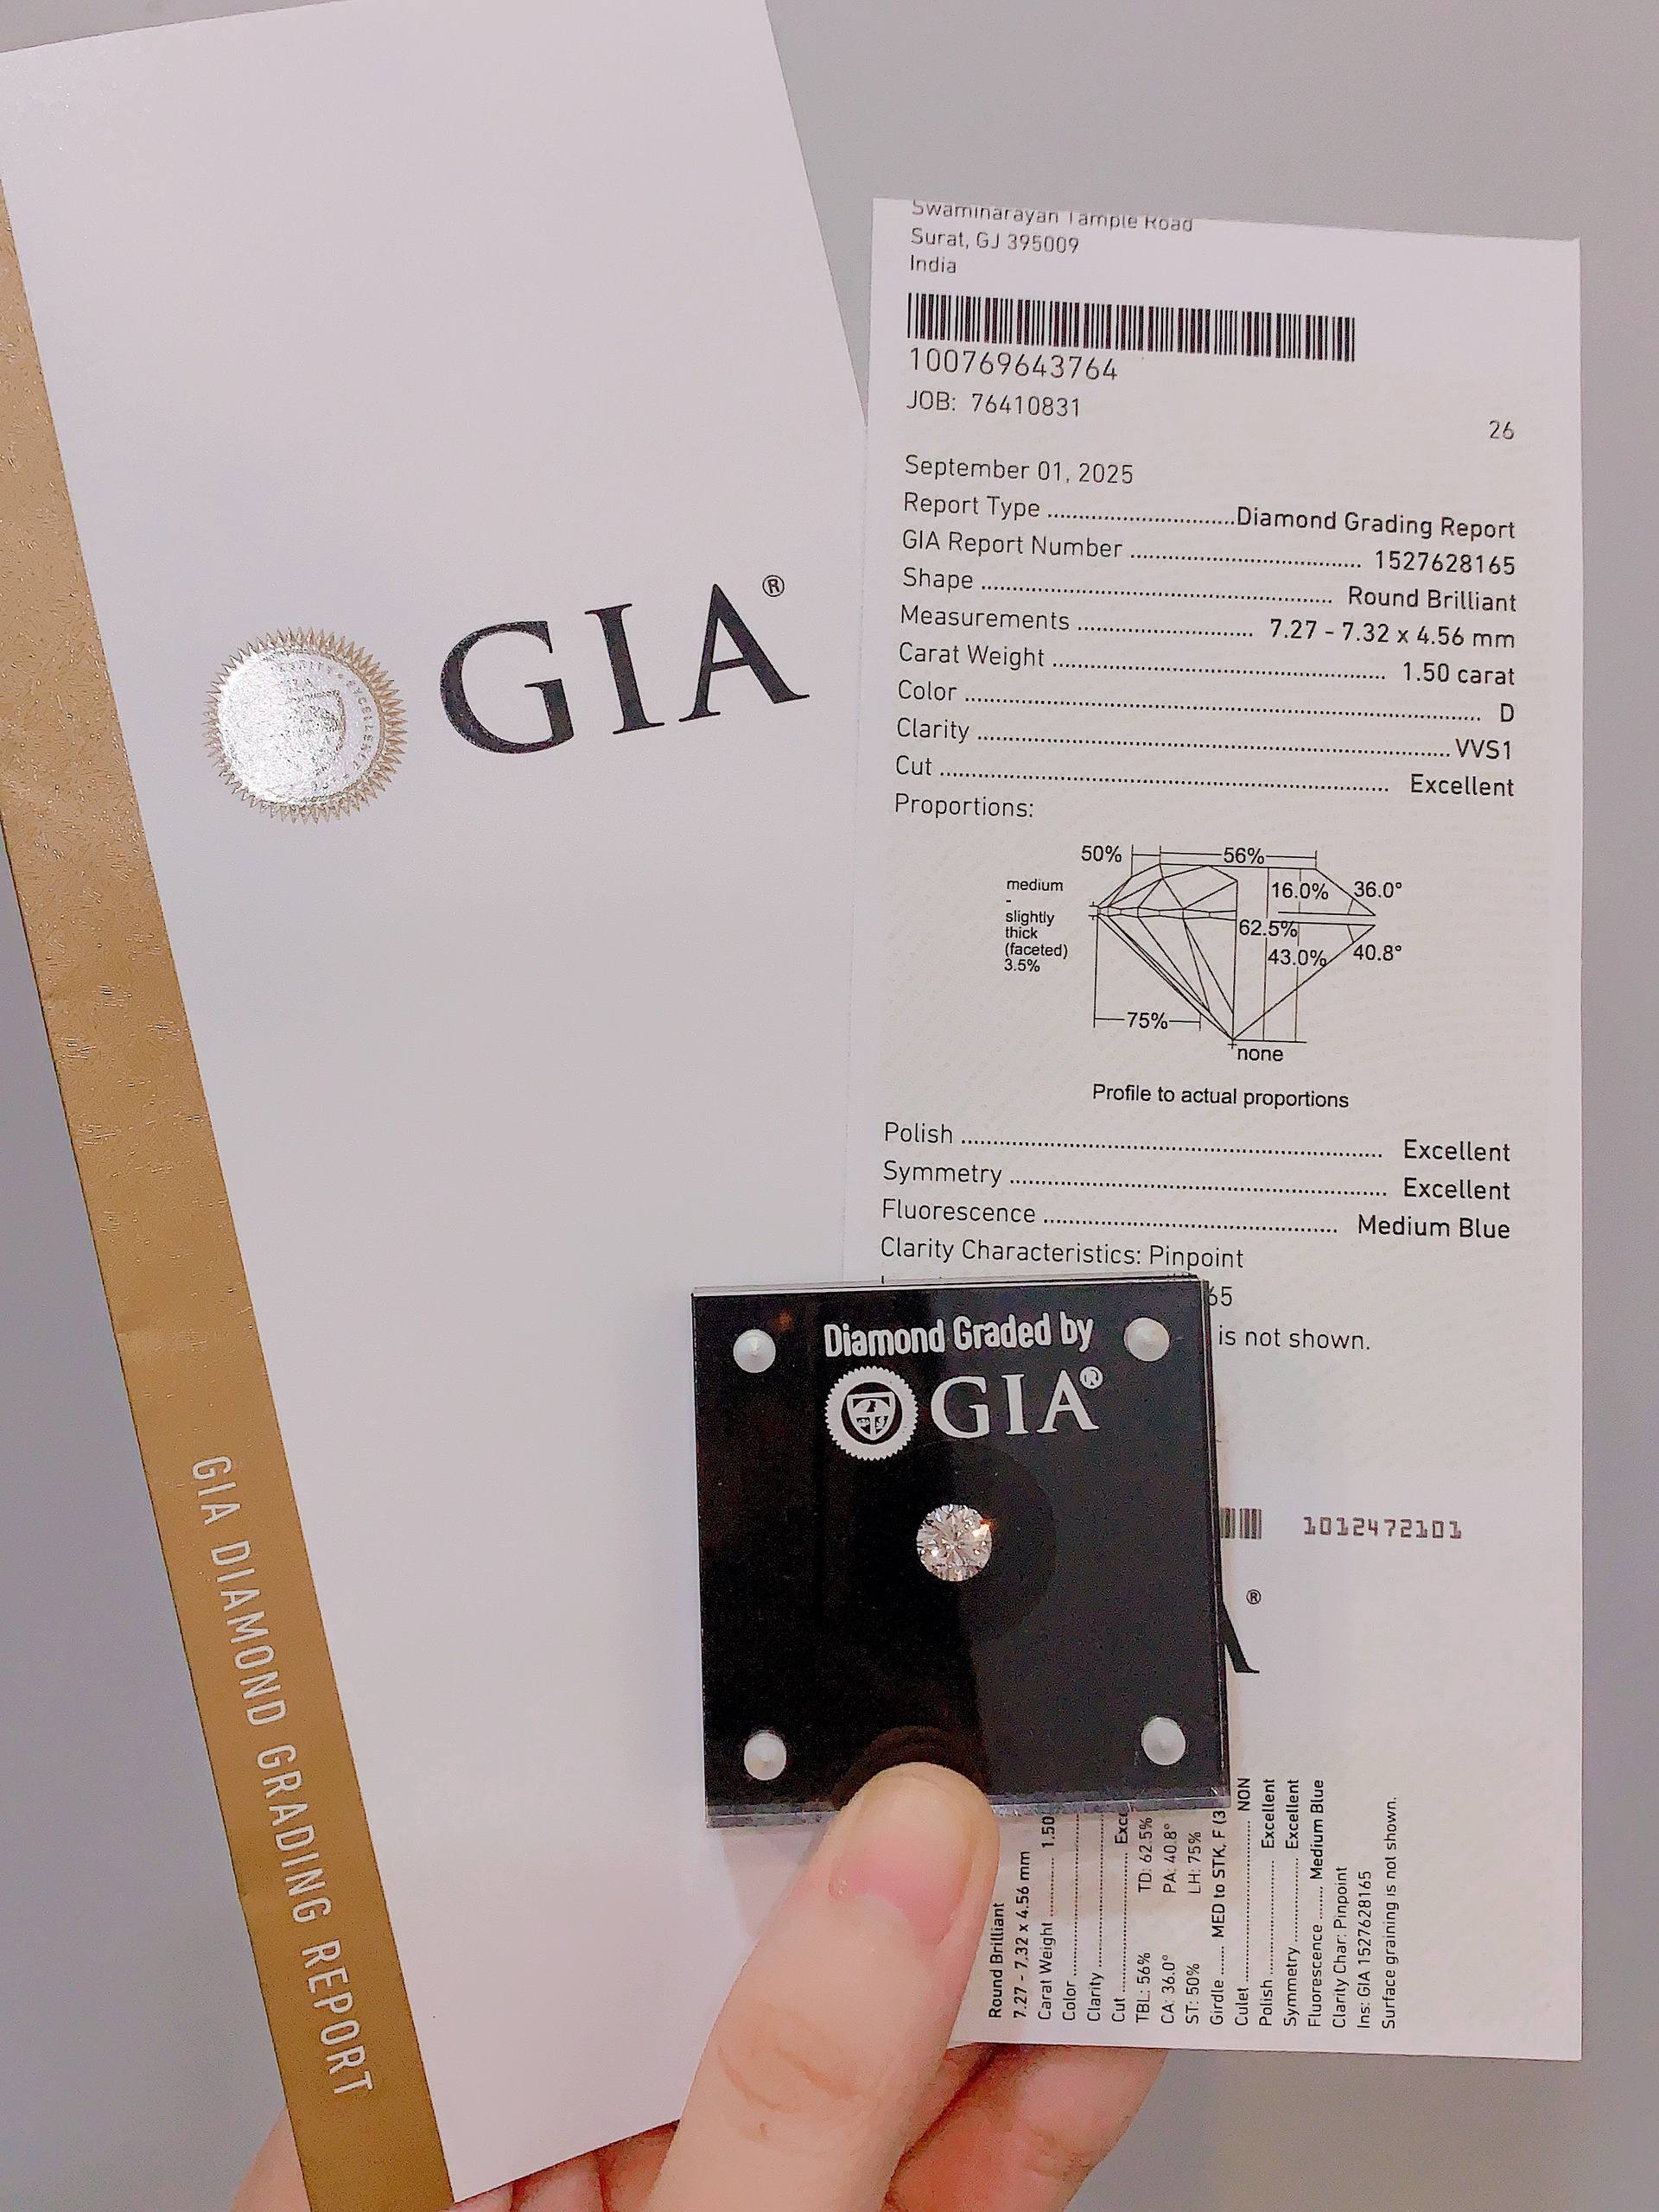 GIA®
GIA DIAMOND GRADING REPORT
Swaminarayan Tample Road
Surat, GJ 395009
India
100769643764
JOB: 76410831
26
September 01, 2025
Report Type ........ Diamond Grading Report
GIA Report Number ........ 1527628165
Shape ........ Round Brilliant
Measurements ........ 7.27 - 7.32 x 4.56 mm
Carat Weight ........ 1.50 carat
Color ........ D
Clarity ........ VVS1
Cut ........ Excellent
Proportions:
50% 56%
medium - slightly thick (faceted) 3.5%
16.0% 36.0°
62.5%
43.0% 40.8°
75%
none
Profile to actual proportions
Polish ........ Excellent
Symmetry ........ Excellent
Fluorescence ........ Medium Blue
Clarity Characteristics: Pinpoint
65
is not shown.
Diamond Graded by
GIA®
1012472101
®
Round Brilliant
7.27 - 7.32 x 4.56 mm
Carat Weight ........ 1.50
Color ........
Clarity ........
Cut ........ Exce
TBL: 56% TD: 62.5%
CA: 36.0° PA: 40.8°
ST: 50% LH: 75%
Girdle ...... MED to STK, F (3
Culet ........ NON
Polish ........ Excellent
Symmetry ........ Excellent
Fluorescence ........ Medium Blue
Clarity Char: Pinpoint
Ins: GIA 1527628165
Surface graining is not shown.